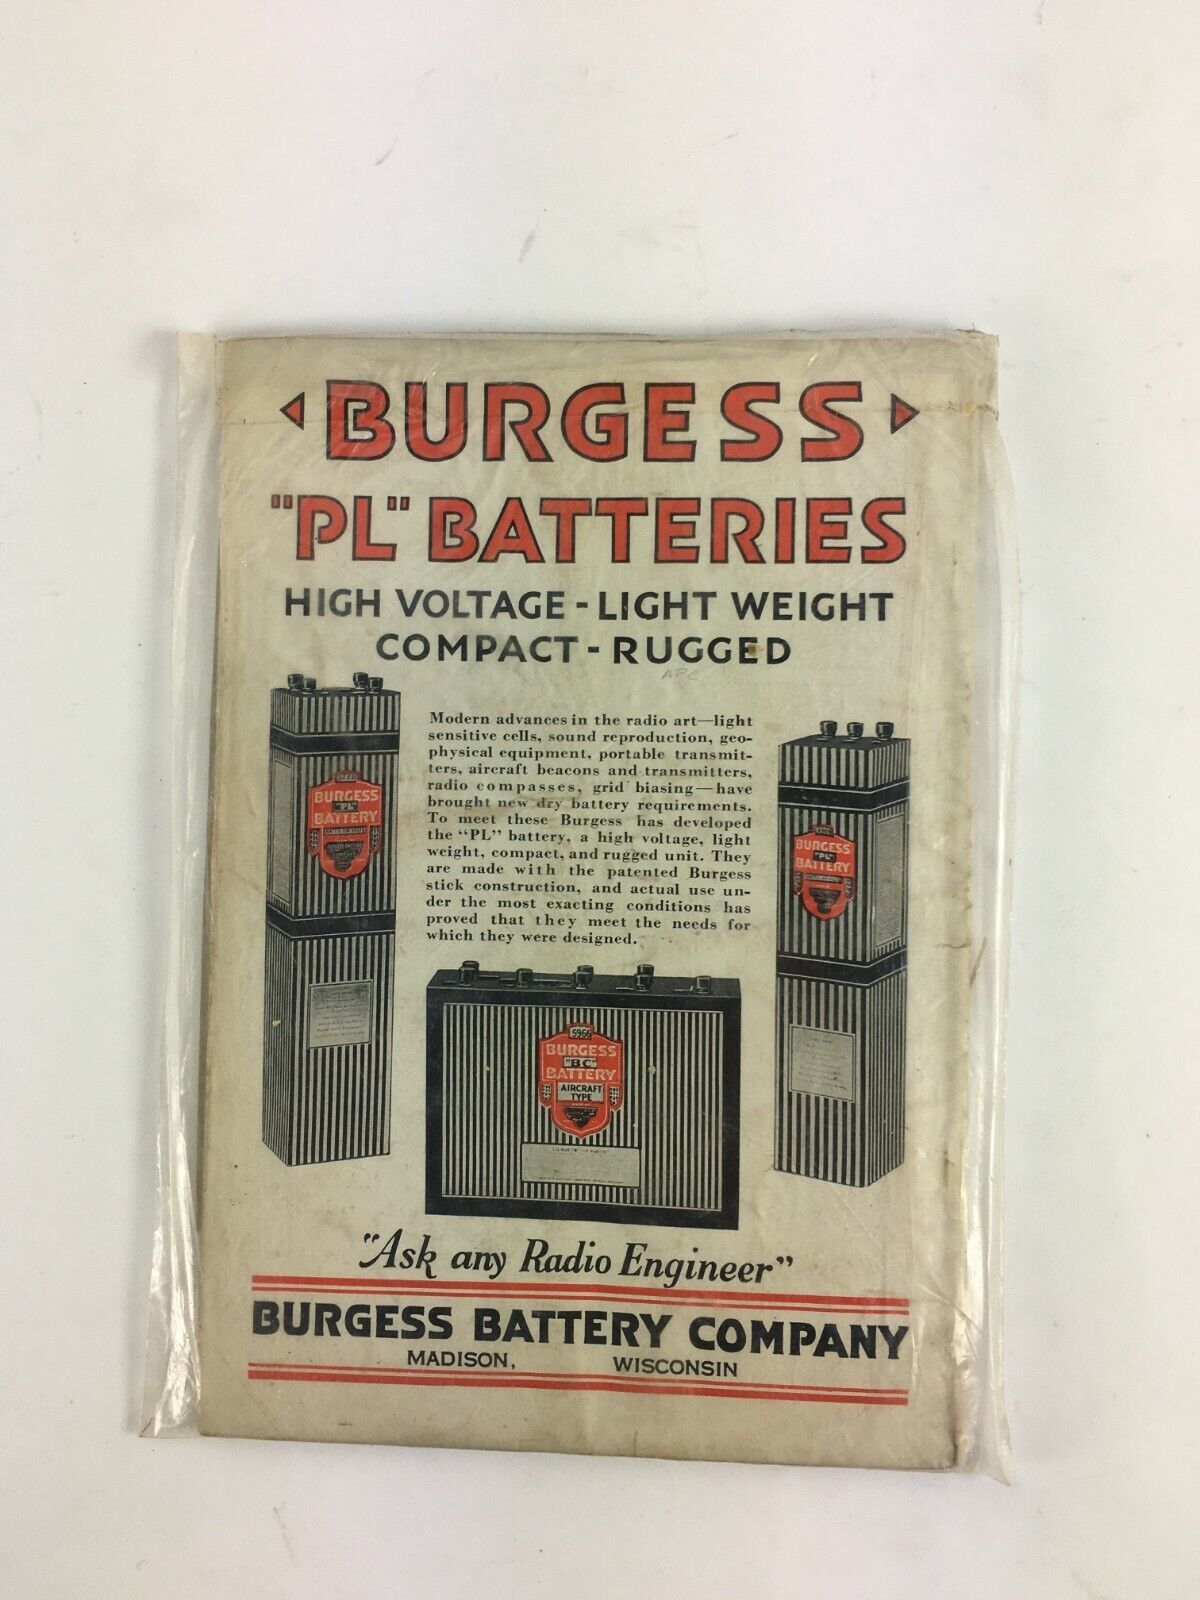 BURGESS
"PL" BATTERIES
HIGH VOLTAGE - LIGHT WEIGHT
COMPACT - RUGGED
APC
Modern advances in the radio art—light
sensitive cells, sound reproduction, geo-
physical equipment, portable transmit-
ters, aircraft beacons and transmitters,
radio compasses, grid biasing—have
brought new dry battery requirements.
To meet these Burgess has developed
the "PL" battery, a high voltage, light
weight, compact, and rugged unit. They
are made with the patented Burgess
stick construction, and actual use un-
der the most exacting conditions has
proved that they meet the needs for
which they were designed.
BURGESS
"PL"
BATTERY
BURGESS
"PL"
BATTERY
5966
BURGESS
"BC"
BATTERY
AIRCRAFT
TYPE
"Ask any Radio Engineer"
BURGESS BATTERY COMPANY
MADISON, WISCONSIN